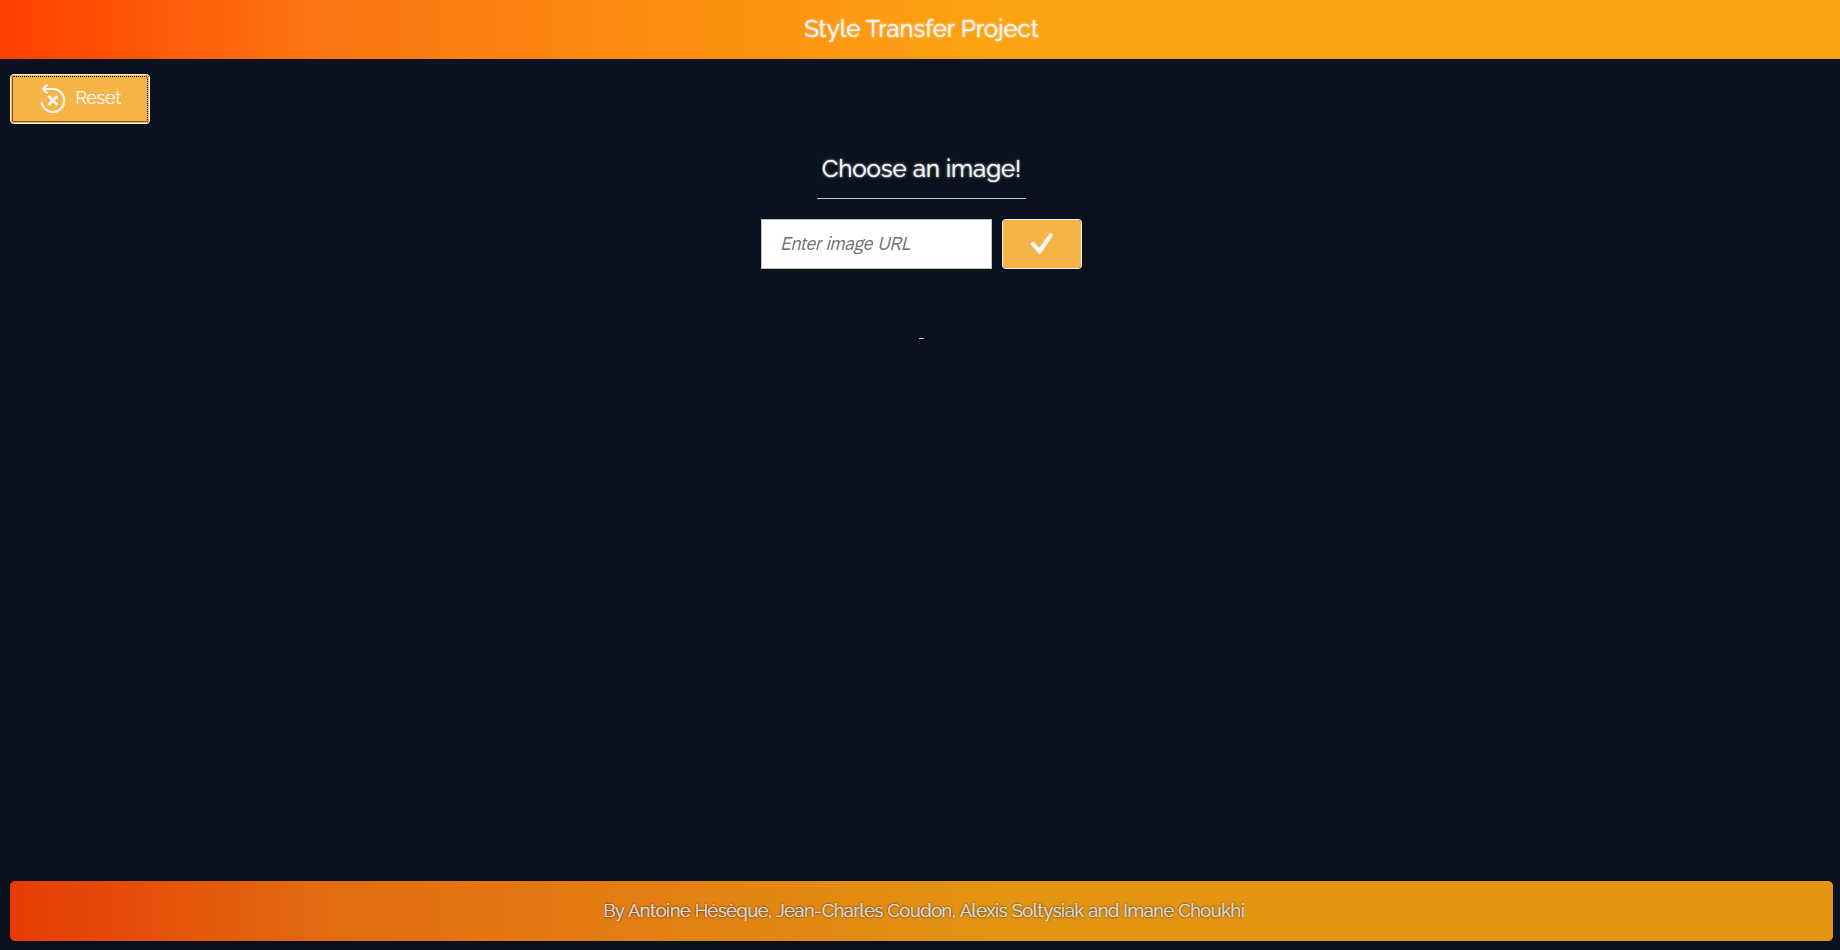 Style Transfer Project
Reset
Choose an image!
Enter image URL
By Antoine Hésèque, Jean-Charles Coudon, Alexis Soltysiak and Imane Choukhi